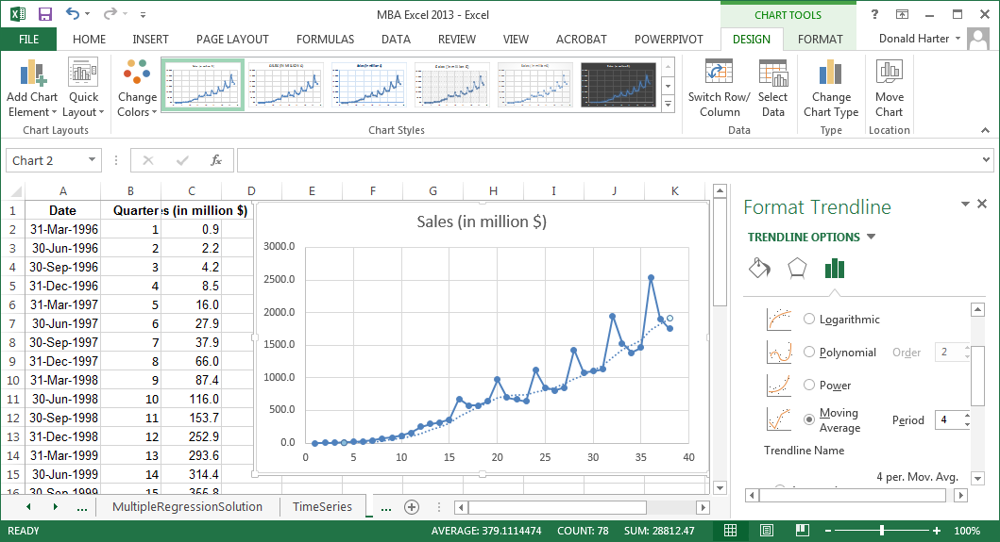 MBA Excel 2013 - Excel
CHART TOOLS
?
FILE HOME INSERT PAGE LAYOUT FORMULAS DATA REVIEW VIEW ACROBAT POWERPIVOT DESIGN FORMAT Donald Harter
Add Chart Element
Quick Layout
Change Colors
Switch Row/ Column
Select Data
Change Chart Type
Move Chart
Chart Layouts Chart Styles Data Type Location
Chart 2 fx
A B C D E F G H I J K
1 Date Quarter s (in million $)
2 31-Mar-1996 1 0.9
3 30-Jun-1996 2 2.2
4 30-Sep-1996 3 4.2
5 31-Dec-1996 4 8.5
6 31-Mar-1997 5 16.0
7 30-Jun-1997 6 27.9
8 30-Sep-1997 7 37.9
9 31-Dec-1997 8 66.0
10 31-Mar-1998 9 87.4
11 30-Jun-1998 10 116.0
12 30-Sep-1998 11 153.7
13 31-Dec-1998 12 252.9
14 31-Mar-1999 13 293.6
15 30-Jun-1999 14 314.4
16 30-Sep-1999 15 355.8
Sales (in million $)
3000.0
2500.0
2000.0
1500.0
1000.0
500.0
0.0
0 5 10 15 20 25 30 35 40
Format Trendline
TRENDLINE OPTIONS
Logarithmic
Polynomial Order 2
Power
Moving Average Period 4
Trendline Name
4 per. Mov. Avg.
... MultipleRegressionSolution TimeSeries ...
READY AVERAGE: 379.1114474 COUNT: 78 SUM: 28812.47 100%